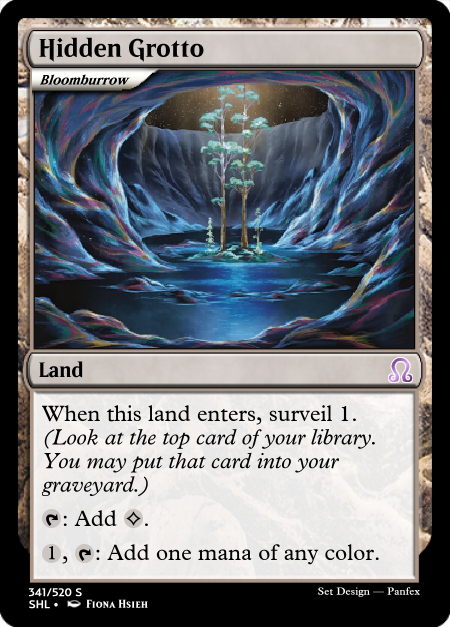 Hidden Grotto
Bloomburrow
Land
When this land enters, surveil 1.
(Look at the top card of your library.
You may put that card into your
graveyard.)
: Add .
1, : Add one mana of any color.
341/520 S
Set Design — Panfex
SHL • Fiona Hsieh